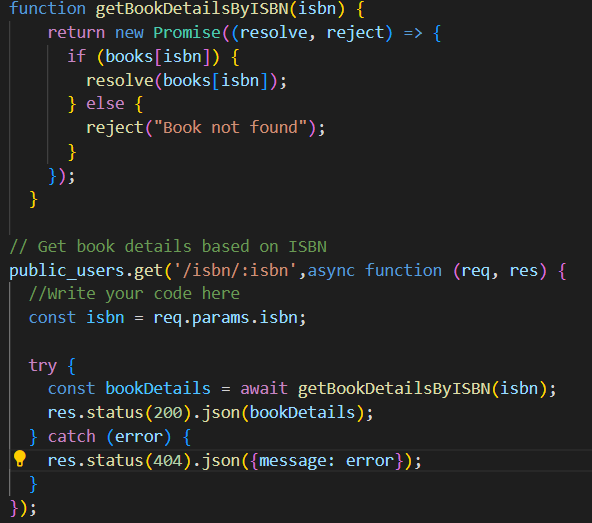 function getBookDetailsByISBN(isbn) {
    return new Promise((resolve, reject) => {
      if (books[isbn]) {
        resolve(books[isbn]);
      } else {
        reject("Book not found");
      }
    });
  }

// Get book details based on ISBN
public_users.get('/isbn/:isbn',async function (req, res) {
  //Write your code here
  const isbn = req.params.isbn;

  try {
    const bookDetails = await getBookDetailsByISBN(isbn);
    res.status(200).json(bookDetails);
  } catch (error) {
    res.status(404).json({message: error});
  }
});